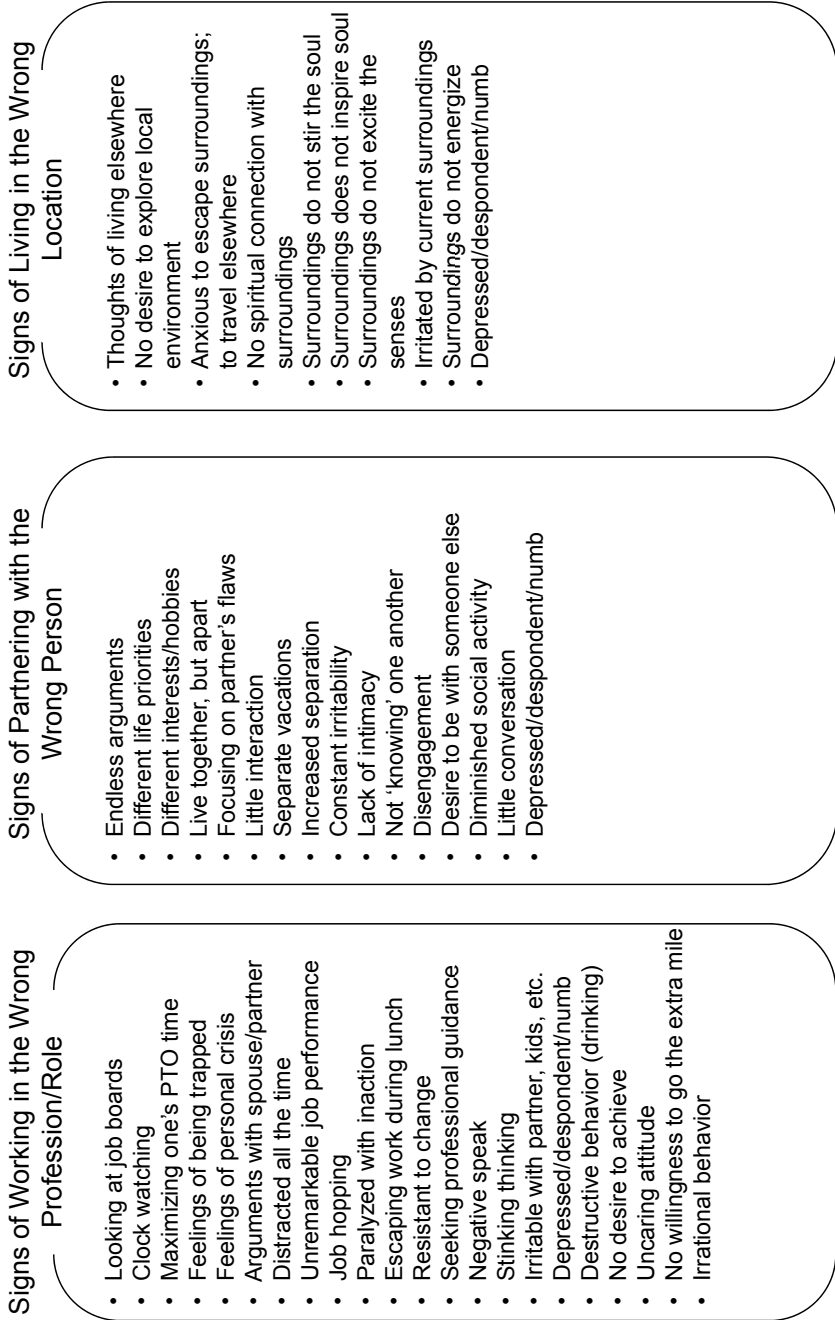 Signs of Working in the Wrong
Profession/Role
• Looking at job boards
• Clock watching
• Maximizing one's PTO time
• Feelings of being trapped
• Feelings of personal crisis
• Arguments with spouse/partner
• Distracted all the time
• Unremarkable job performance
• Job hopping
• Paralyzed with inaction
• Escaping work during lunch
• Resistant to change
• Seeking professional guidance
• Negative speak
• Stinking thinking
• Irritable with partner, kids, etc.
• Depressed/despondent/numb
• Destructive behavior (drinking)
• No desire to achieve
• Uncaring attitude
• No willingness to go the extra mile
• Irrational behavior
Signs of Partnering with the
Wrong Person
• Endless arguments
• Different life priorities
• Different interests/hobbies
• Live together, but apart
• Focusing on partner's flaws
• Little interaction
• Separate vacations
• Increased separation
• Constant irritability
• Lack of intimacy
• Not ‘knowing’ one another
• Disengagement
• Desire to be with someone else
• Diminished social activity
• Little conversation
• Depressed/despondent/numb
Signs of Living in the Wrong
Location
• Thoughts of living elsewhere
• No desire to explore local
environment
• Anxious to escape surroundings;
to travel elsewhere
• No spiritual connection with
surroundings
• Surroundings do not stir the soul
• Surroundings does not inspire soul
• Surroundings do not excite the
senses
• Irritated by current surroundings
• Surroundings do not energize
• Depressed/despondent/numb